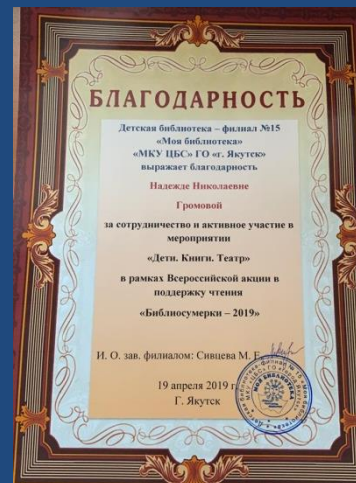 БЛАГОДАРНОСТЬ
Детская библиотека – филиал №15
«Моя библиотека»
«МКУ ЦБС» ГО «г. Якутск»
выражает благодарность
Надежде Николаевне
Громовой
за сотрудничество и активное участие в
мероприятии
«Дети. Книги. Театр»
в рамках Всероссийской акции в
поддержку чтения
«Библиосумерки – 2019»
И. О. зав. филиалом: Сивцева М. Е.
19 апреля 2019 г.
Г. Якутск
МОЯ БИБЛИОТЕКА